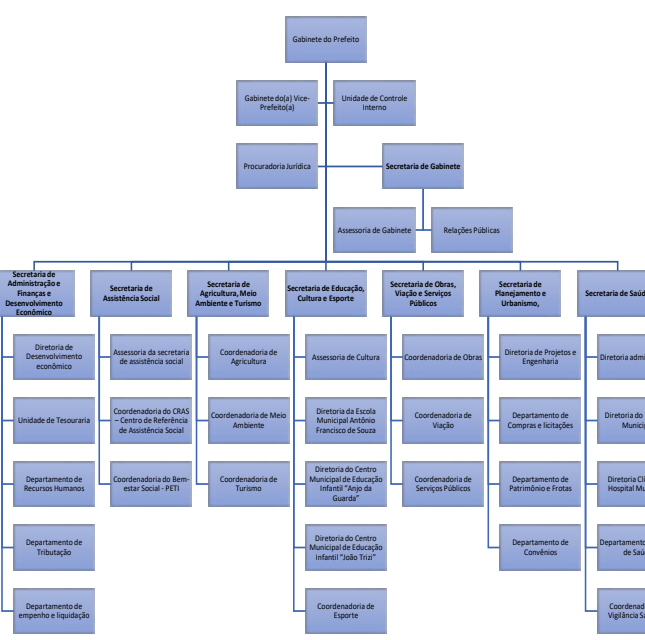 Gabinete do Prefeito
Gabinete do(a) Vice-
Prefeito(a)
Unidade de Controle
Interno
Procuradoria Jurídica
Secretaria de Gabinete
Assessoria de Gabinete
Relações Públicas
Secretaria de
Administração e
Finanças e
Desenvolvimento
Econômico
Diretoria de
Desenvolvimento
econômico
Unidade de Tesouraria
Departamento de
Recursos Humanos
Departamento de
Tributação
Departamento de
empenho e liquidação
Secretaria de
Assistência Social
Assessoria da secretaria
de assistência social
Coordenadoria do CRAS
– Centro de Referência
de Assistência Social
Coordenadoria do Bem-
estar Social - PETI
Secretaria de
Agricultura, Meio
Ambiente e Turismo
Coordenadoria de
Agricultura
Coordenadoria de Meio
Ambiente
Coordenadoria de
Turismo
Secretaria de Educação,
Cultura e Esporte
Assessoria de Cultura
Diretoria da Escola
Municipal Antônio
Francisco de Souza
Diretoria do Centro
Municipal de Educação
Infantil “Anjo da
Guarda”
Diretoria do Centro
Municipal de Educação
Infantil “João Trizi”
Coordenadoria de
Esporte
Secretaria de Obras,
Viação e Serviços
Públicos
Coordenadoria de Obras
Coordenadoria de
Viação
Coordenadoria de
Serviços Públicos
Secretaria de
Planejamento e
Urbanismo,
Diretoria de Projetos e
Engenharia
Departamento de
Compras e licitações
Departamento de
Patrimônio e Frotas
Departamento de
Convênios
Secretaria de Saúd
Diretoria admi
Diretoria do
Munici
Diretoria Clí
Hospital Mu
Departamento
de Saú
Coordenad
Vigilância Sa